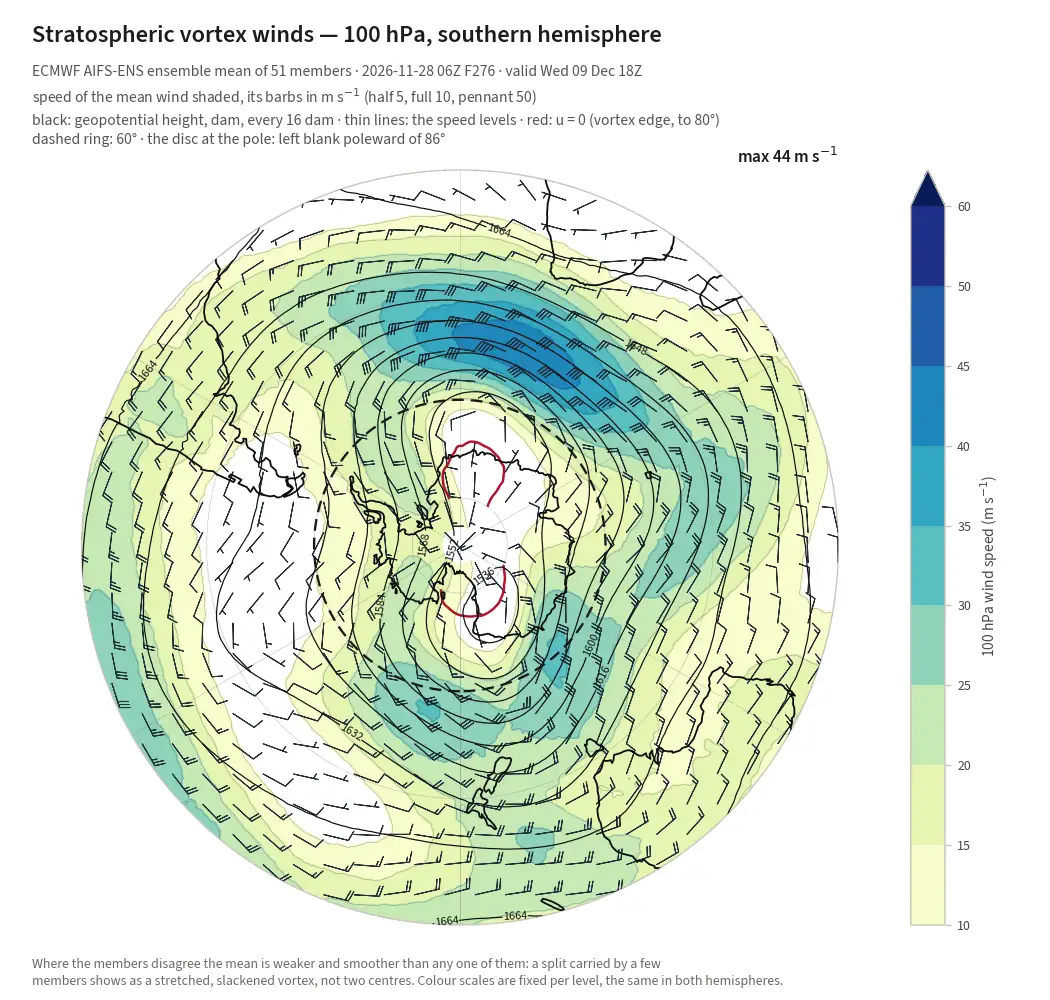 Stratospheric vortex winds — 100 hPa, southern hemisphere
ECMWF AIFS-ENS ensemble mean of 51 members · 2026-11-28 06Z F276 · valid Wed 09 Dec 18Z
speed of the mean wind shaded, its barbs in m s⁻¹ (half 5, full 10, pennant 50)
black: geopotential height, dam, every 16 dam · thin lines: the speed levels · red: u = 0 (vortex edge, to 80°)
dashed ring: 60° · the disc at the pole: left blank poleward of 86°
max 44 m s⁻¹
60
50
45
40
35
30
25
20
15
10
100 hPa wind speed (m s⁻¹)
1664
1648
1664
1568
1552
1536
1584
1600
1616
1632
1664
1664
Where the members disagree the mean is weaker and smoother than any one of them: a split carried by a few
members shows as a stretched, slackened vortex, not two centres. Colour scales are fixed per level, the same in both hemispheres.